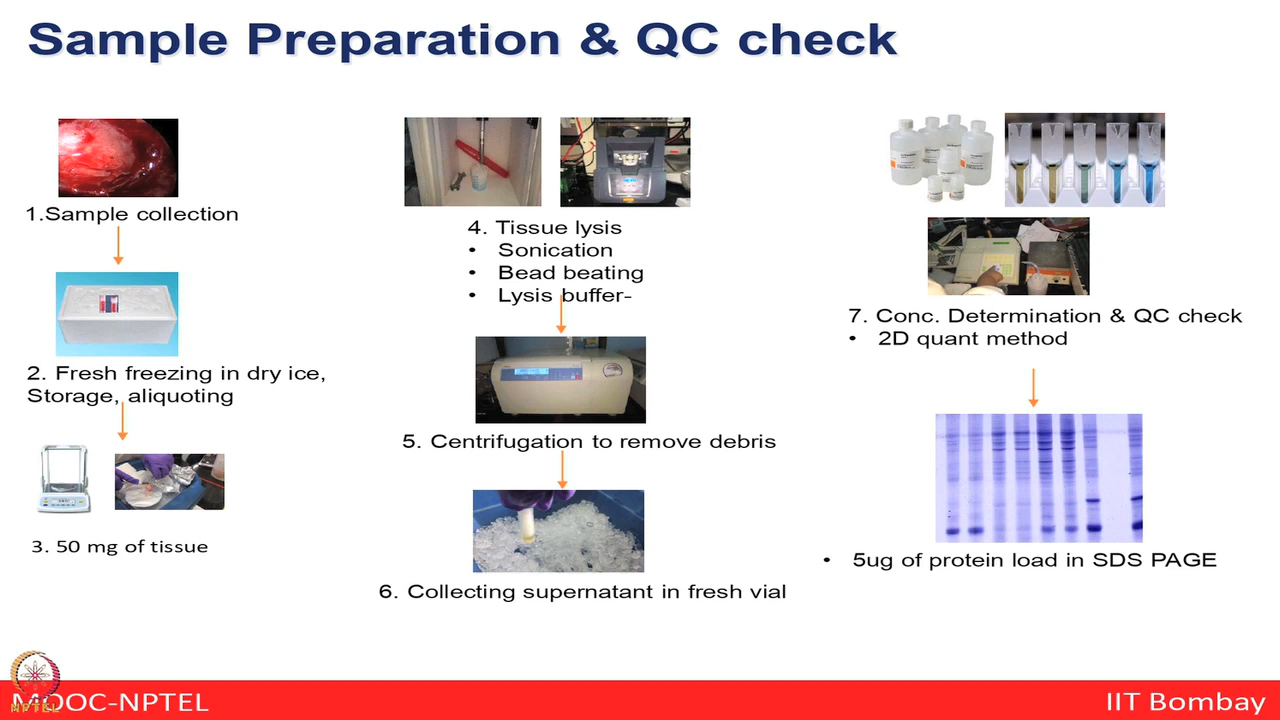 Sample Preparation & QC check
1.Sample collection
2. Fresh freezing in dry ice,
Storage, aliquoting
3. 50 mg of tissue
4. Tissue lysis
• Sonication
• Bead beating
• Lysis buffer-
5. Centrifugation to remove debris
6. Collecting supernatant in fresh vial
7. Conc. Determination & QC check
• 2D quant method
• 5ug of protein load in SDS PAGE
NPTEL
MOOC-NPTEL
IIT Bombay